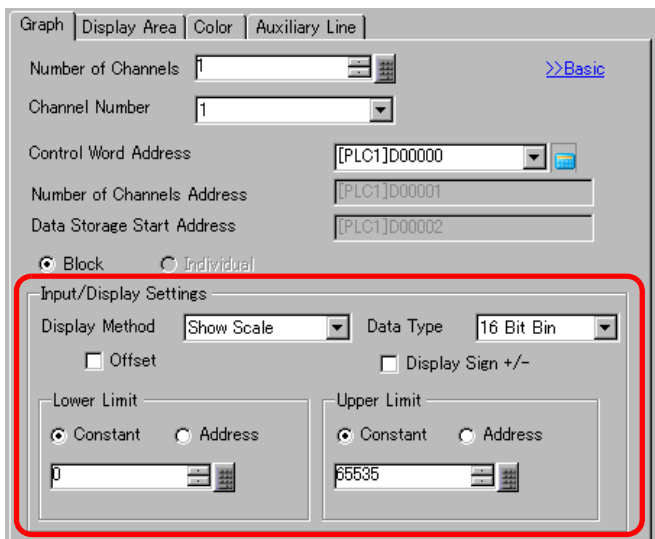 Graph Display Area Color Auxiliary Line
Number of Channels 1 >>Basic
Channel Number 1
Control Word Address [PLC1]D00000
Number of Channels Address [PLC1]D00001
Data Storage Start Address [PLC1]D00002
Block Individual
Input/Display Settings
Display Method Show Scale Data Type 16 Bit Bin
Offset Display Sign +/-
Lower Limit Upper Limit
Constant Address Constant Address
0 65535